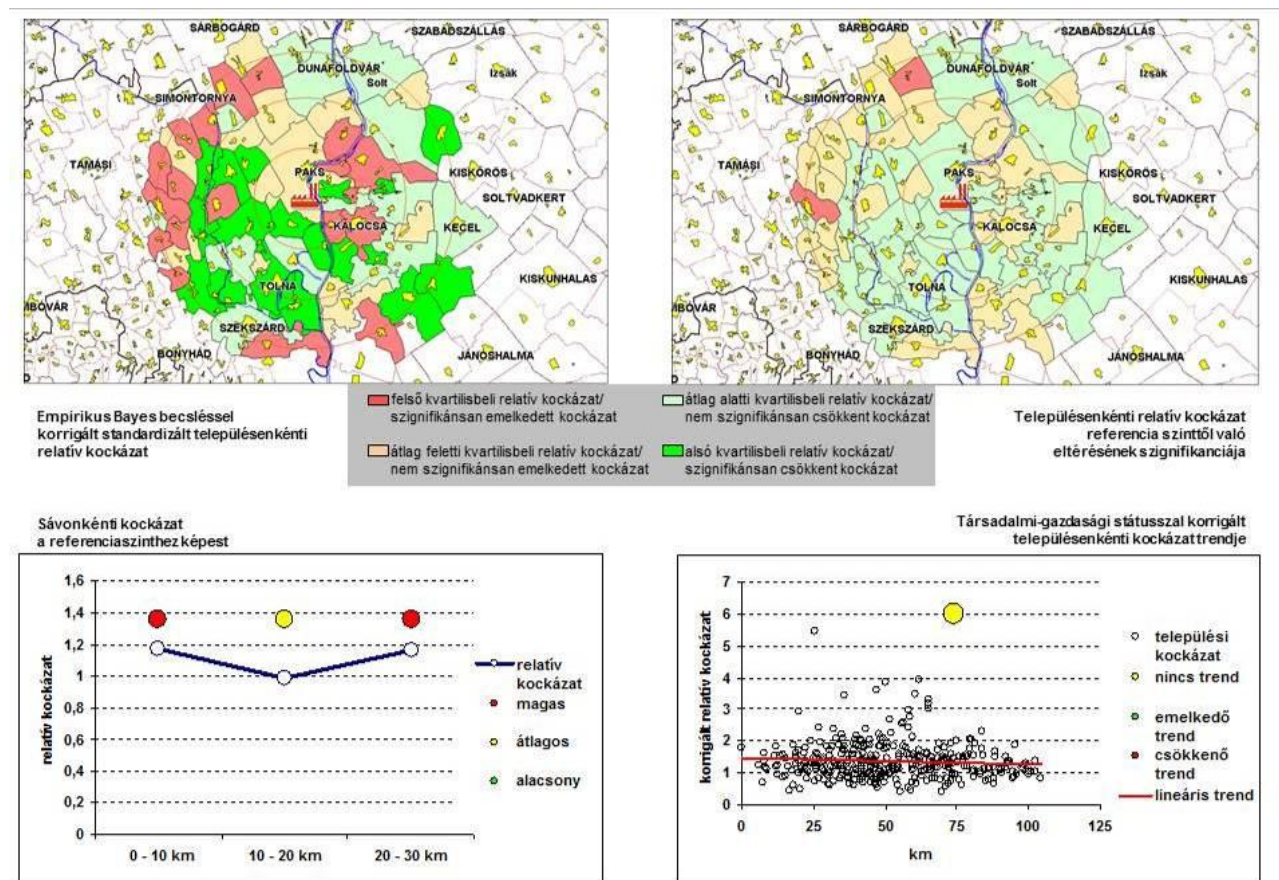 SÁRBOGÁRD
SZABADSZÁLLÁS
DUNAFÖLDVÁR
Solt
Izsák
SIMONTORNYA
TAMÁSI
PAKS
KISKŐRÖS
SOLTVADKERT
KALOCSA
KECEL
KISKUNHALAS
TOLNA
MBÓVÁR
SZEKSZÁRD
BONYHÁD
JÁNOSHALMA
SÁRBOGÁRD
SZABADSZÁLLÁS
DUNAFÖLDVÁR
Solt
Izsák
SIMONTORNYA
TAMÁSI
PAKS
KISKŐRÖS
SOLTVADKERT
KALOCSA
KECEL
KISKUNHALAS
TOLNA
MBÓVÁR
SZEKSZÁRD
BONYHÁD
JÁNOSHALMA
Empirikus Bayes becsléssel
korrigált standardizált településenkénti
relatív kockázat
felső kvartilisbeli relatív kockázat/
szignifikánsan emelkedett kockázat
átlag alatti kvartilisbeli relatív kockázat/
nem szignifikánsan csökkent kockázat
átlag feletti kvartilisbeli relatív kockázat/
nem szignifikánsan emelkedett kockázat
alsó kvartilisbeli relatív kockázat/
szignifikánsan csökkent kockázat
Településenkénti relatív kockázat
referencia szinttől való
eltérésének szignifikanciája
Sávonkénti kockázat
a referenciaszinthez képest
relatív kockázat
1,6
1,4
1,2
1
0,8
0,6
0,4
0,2
0
0 - 10 km
10 - 20 km
20 - 30 km
relatív
kockázat
magas
átlagos
alacsony
Társadalmi-gazdasági státusszal korrigált
településenkénti kockázat trendje
korrigált relatív kockázat
7
6
5
4
3
2
1
0
0
25
50
75
100
125
km
települési
kockázat
nincs trend
emelkedő
trend
csökkenő
trend
lineáris trend